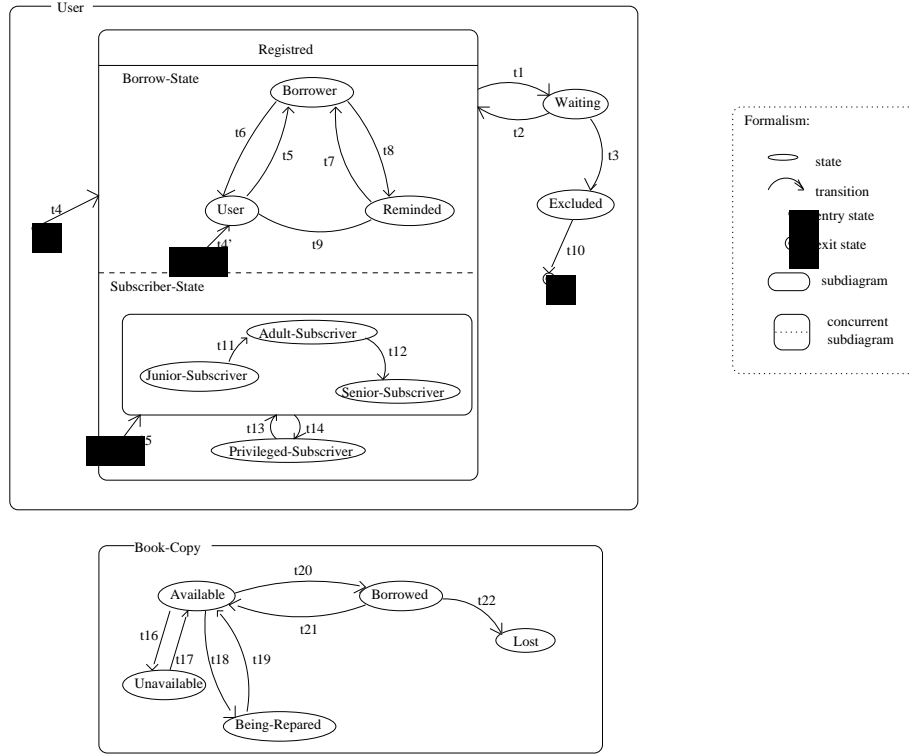 User
Registred
Borrow-State
Borrower
t6
t5
t7
t8
User
Reminded
t9
t4
t4'
Subscriber-State
Adult-Subscriver
t11
t12
Junior-Subscriver
Senior-Subscriver
t13
t14
Privileged-Subscriver
t1
Waiting
t2
t3
Excluded
t10
Formalism:
state
transition
entry state
exit state
subdiagram
concurrent
subdiagram
Book-Copy
t20
Available
Borrowed
t22
t21
t16
t17
t18
t19
Lost
Unavailable
Being-Repared